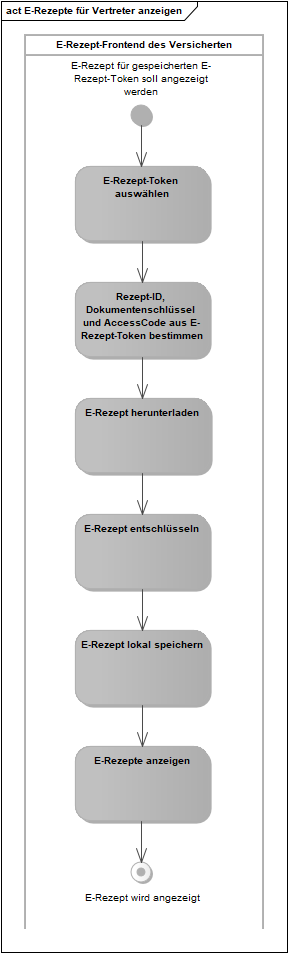 act E-Rezepte für Vertreter anzeigen
E-Rezept-Frontend des Versicherten
E-Rezept für gespeicherten E-
Rezept-Token soll angezeigt
werden
E-Rezept-Token
auswählen
Rezept-ID,
Dokumentenschlüssel
und AccessCode aus E-
Rezept-Token bestimmen
E-Rezept herunterladen
E-Rezept entschlüsseln
E-Rezept lokal speichern
E-Rezepte anzeigen
E-Rezept wird angezeigt